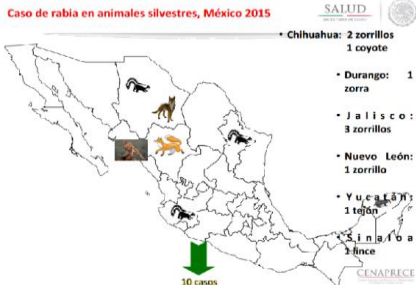 Caso de rabia en animales silvestres, México 2015
SALUD
• Chihuahua: 2 zorrillos
1 coyote
• Durango: 1
zorra
• Jalisco:
3 zorrillos
• Nuevo León:
1 zorrillo
• Yucatán:
1 tejón
• Sinaloa
1 lince
10 casos
CENAPRECE